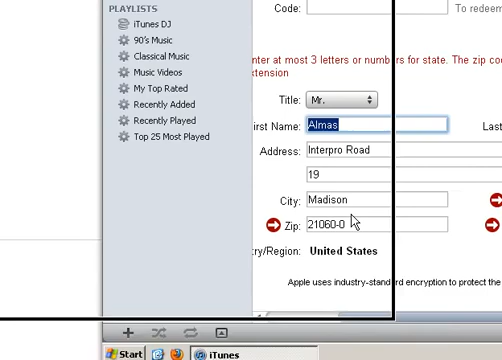 PLAYLISTS
iTunes DJ
90's Music
Classical Music
Music Videos
My Top Rated
Recently Added
Recently Played
Top 25 Most Played
Code:
To redeem
nter at most 3 letters or numbers for state. The zip co
xtension
Title: Mr.
irst Name: Almas
Last
Address: Interpro Road
19
City: Madison
Zip: 21060-0
ry/Region: United States
Apple uses industry-standard encryption to protect the
Start
iTunes